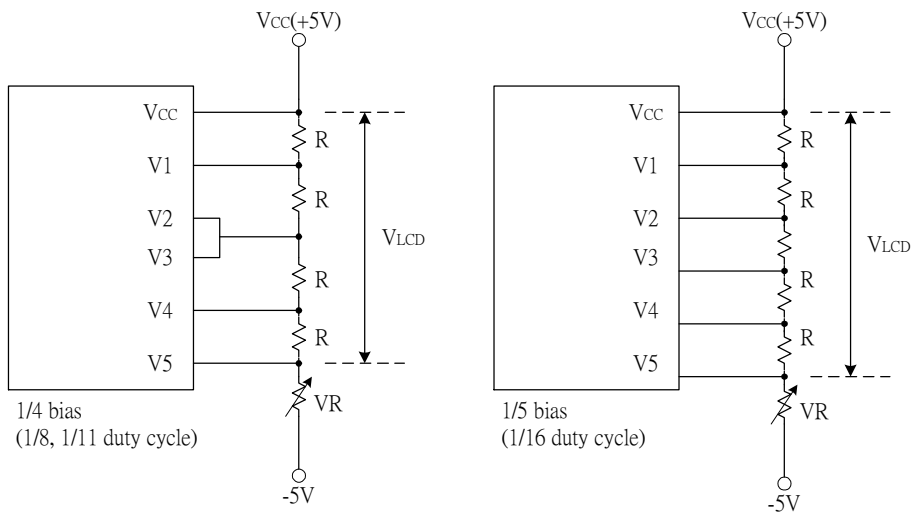 VCC(+5V)
VCC
R
V1
R
V2
VLCD
V3
R
V4
R
V5
VR
1/4 bias
(1/8, 1/11 duty cycle)
-5V
VCC(+5V)
VCC
R
V1
R
V2
VLCD
V3
R
V4
R
V5
VR
1/5 bias
(1/16 duty cycle)
-5V